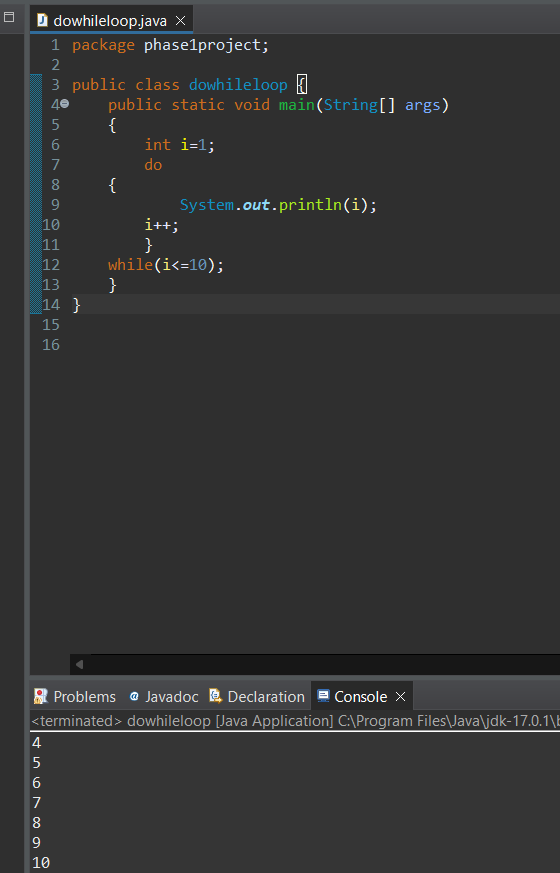 dowhileloop.java
1 package phase1project;
2
3 public class dowhileloop {
4 public static void main(String[] args)
5 {
6 int i=1;
7 do
8 {
9 System.out.println(i);
10 i++;
11 }
12 while(i<=10);
13 }
14 }
15
16
Problems Javadoc Declaration Console
<terminated> dowhileloop [Java Application] C:\Program Files\Java\jdk-17.0.1\b
4
5
6
7
8
9
10